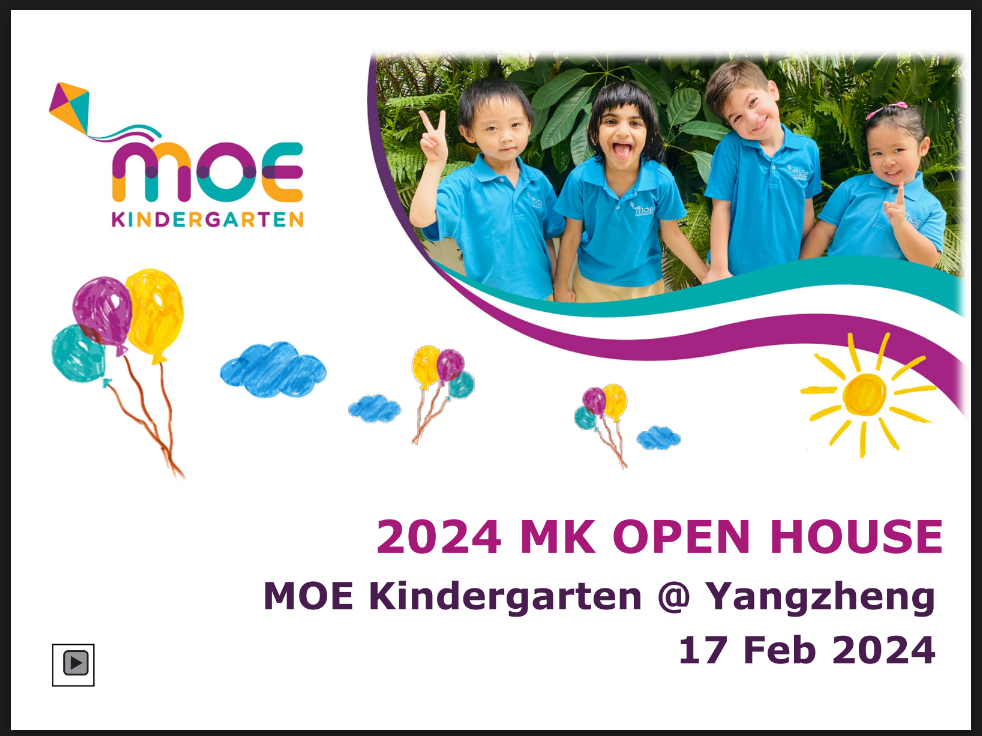 MOE
KINDERGARTEN
2024 MK OPEN HOUSE
MOE Kindergarten @ Yangzheng
17 Feb 2024